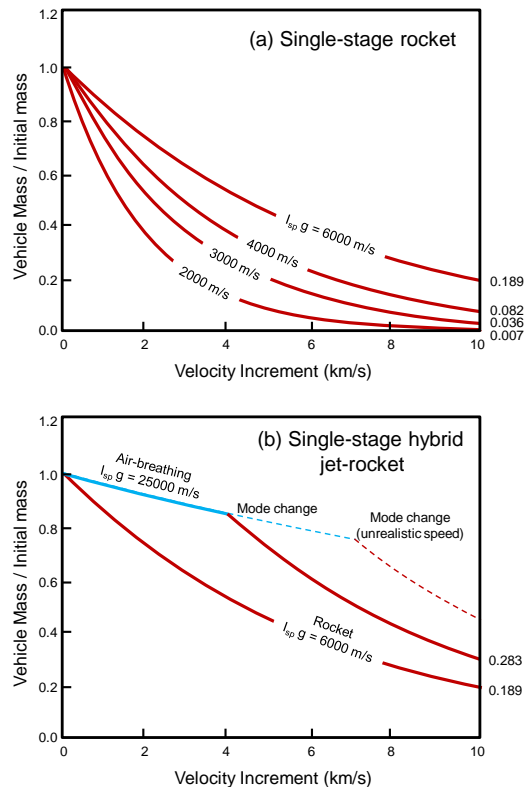 (a) Single-stage rocket
Vehicle Mass / Initial mass
1.2
1.0
0.8
0.6
0.4
0.2
0.0
I_sp g = 6000 m/s
4000 m/s
3000 m/s
2000 m/s
0.189
0.082
0.036
0.007
0
2
4
6
8
10
Velocity Increment (km/s)
(b) Single-stage hybrid
jet-rocket
Vehicle Mass / Initial mass
1.2
1.0
0.8
0.6
0.4
0.2
0.0
Air-breathing
I_sp g = 25000 m/s
Mode change
Mode change
(unrealistic speed)
Rocket
I_sp g = 6000 m/s
0.283
0.189
0
2
4
6
8
10
Velocity Increment (km/s)